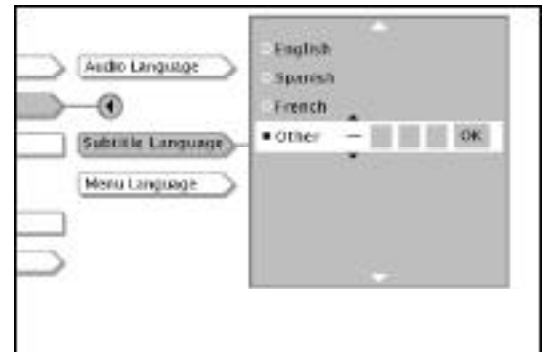 Audio Language
English
Spanish
French
Subtitle Language
Other
OK
Menu Language